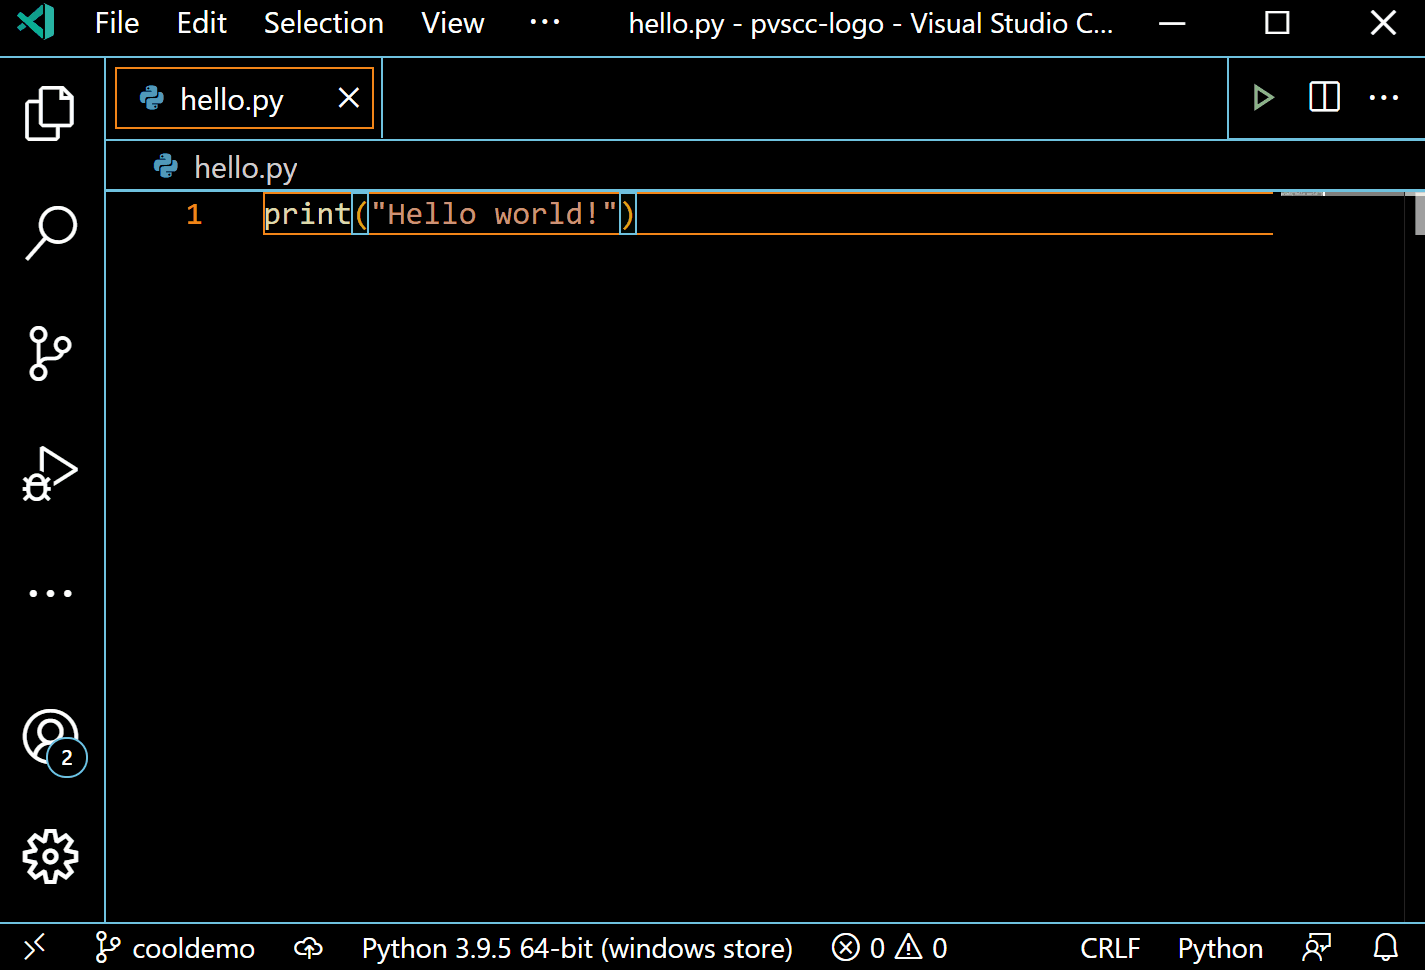 File Edit Selection View ··· hello.py - pvscc-logo - Visual Studio C...
hello.py
hello.py
1 print("Hello world!")
2
cooldemo Python 3.9.5 64-bit (windows store) 0 0 CRLF Python